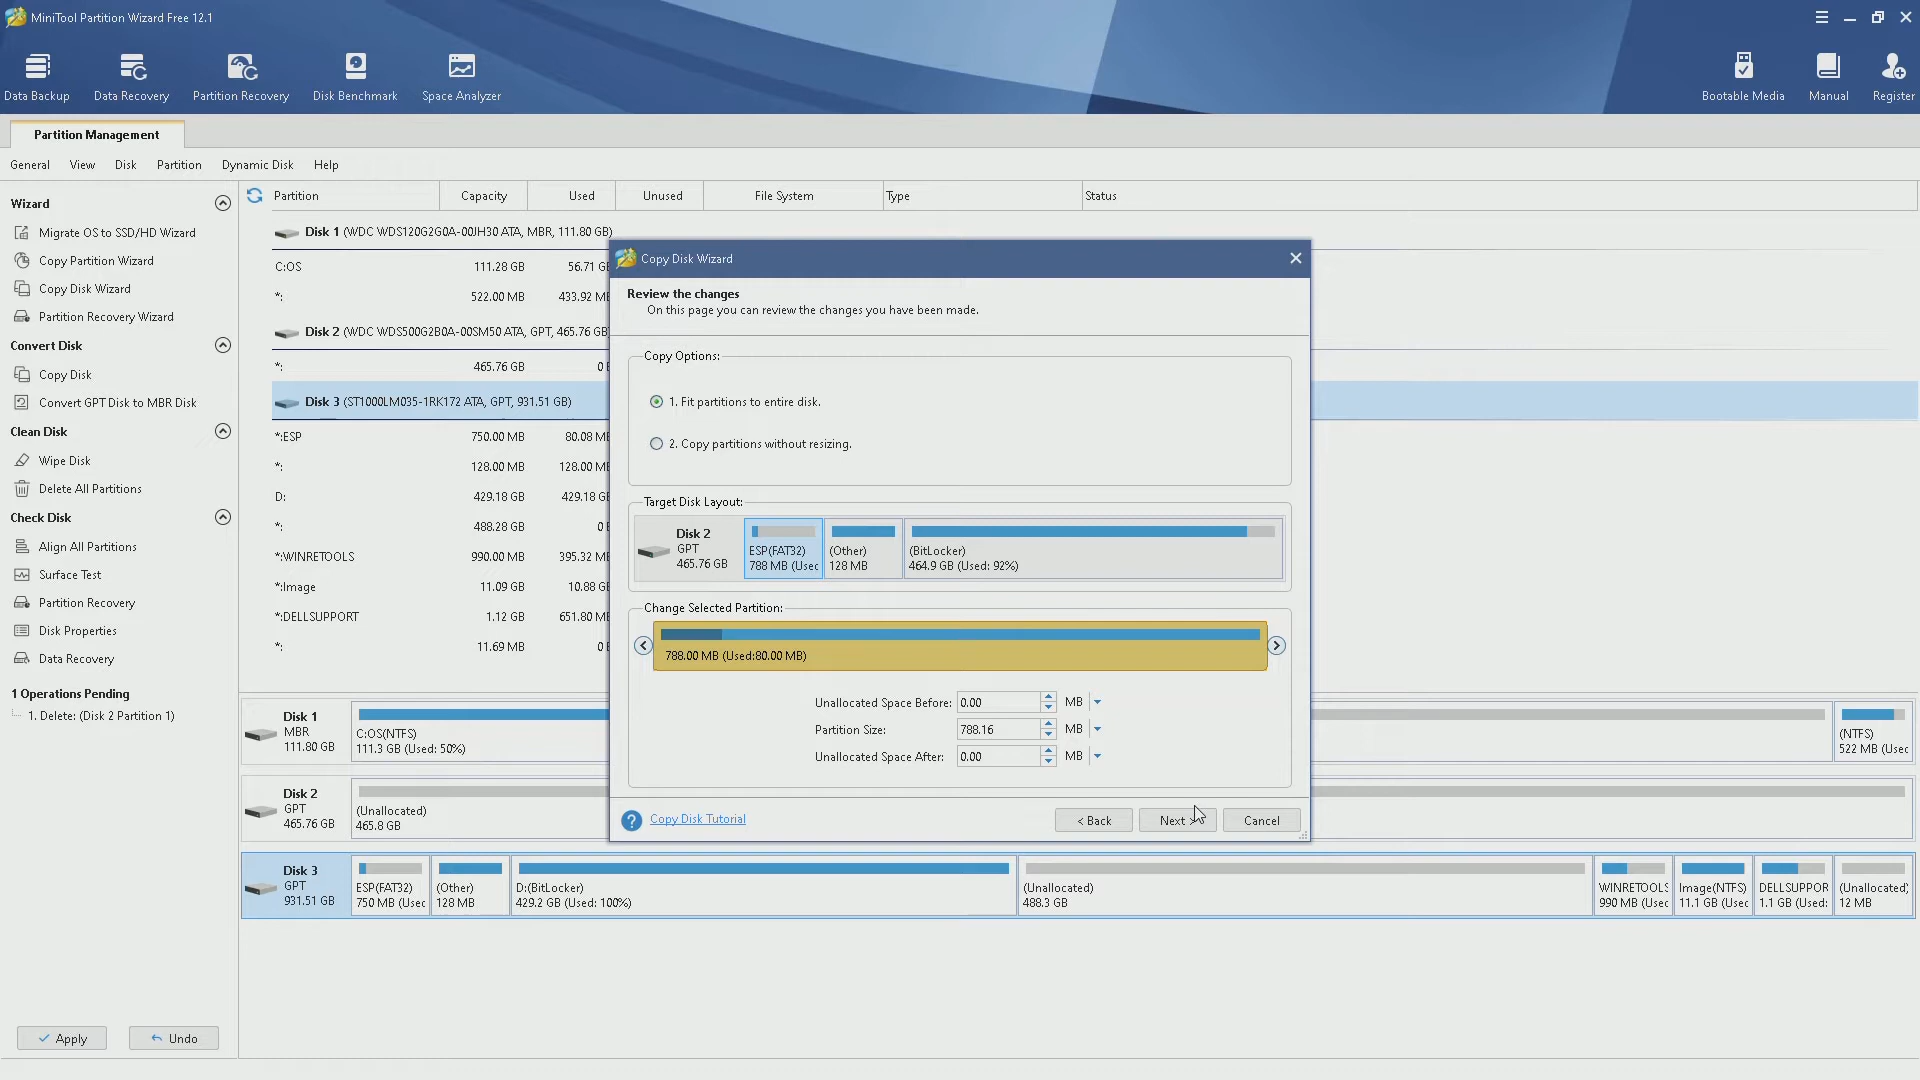 MiniTool Partition Wizard Free 12.1
Data Backup
Data Recovery
Partition Recovery
Disk Benchmark
Space Analyzer
Bootable Media
Manual
Register
Partition Management
General View Disk Partition Dynamic Disk Help
Wizard
Migrate OS to SSD/HD Wizard
Copy Partition Wizard
Copy Disk Wizard
Partition Recovery Wizard
Convert Disk
Copy Disk
Convert GPT Disk to MBR Disk
Clean Disk
Wipe Disk
Delete All Partitions
Check Disk
Align All Partitions
Surface Test
Partition Recovery
Disk Properties
Data Recovery
1 Operations Pending
1. Delete: (Disk 2 Partition 1)
Apply
Undo
Partition Capacity Used Unused File System Type Status
Disk 1 (WDC WDS120G2G0A-00JH30 ATA, MBR, 111.80 GB)
C:OS 111.28 GB 56.71 GB
*: 522.00 MB 433.92 MB
Disk 2 (WDC WDS500G2B0A-00SM50 ATA, GPT, 465.76 GB)
*: 465.76 GB 0 B
Disk 3 (ST1000LM035-1RK172 ATA, GPT, 931.51 GB)
*:ESP 750.00 MB 80.08 MB
*: 128.00 MB 128.00 MB
D: 429.18 GB 429.18 GB
*: 488.28 GB 0 B
*:WINRETOOLS 990.00 MB 395.32 MB
*:Image 11.09 GB 10.88 GB
*:DELLSUPPORT 1.12 GB 651.80 MB
*: 11.69 MB 0 B
Copy Disk Wizard
Review the changes
On this page you can review the changes you have been made.
Copy Options:
1. Fit partitions to entire disk.
2. Copy partitions without resizing.
Target Disk Layout:
Disk 2
GPT
465.76 GB
ESP(FAT32)
788 MB (Usec
(Other)
128 MB
(BitLocker)
464.9 GB (Used: 92%)
Change Selected Partition:
788.00 MB (Used:80.00 MB)
Unallocated Space Before: 0.00 MB
Partition Size: 788.16 MB
Unallocated Space After: 0.00 MB
Copy Disk Tutorial
< Back
Next >
Cancel
Disk 1
MBR
111.80 GB
C:OS(NTFS)
111.3 GB (Used: 50%)
(NTFS)
522 MB (Usec
Disk 2
GPT
465.76 GB
(Unallocated)
465.8 GB
Disk 3
GPT
931.51 GB
ESP(FAT32)
750 MB (Usec
(Other)
128 MB
D:(BitLocker)
429.2 GB (Used: 100%)
(Unallocated)
488.3 GB
WINRETOOLS
990 MB (Usec
Image(NTFS)
11.1 GB (Usec
DELLSUPPOR
1.1 GB (Used:
(Unallocated)
12 MB